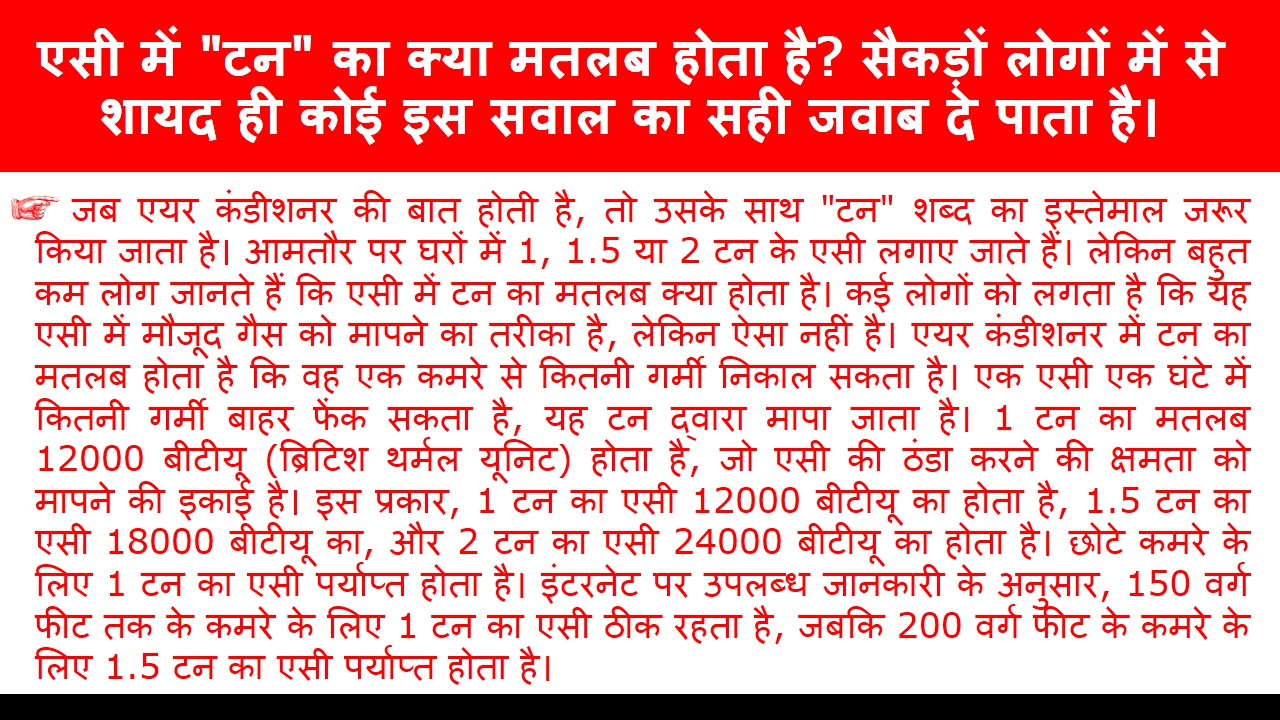 एसी में "टन" का क्या मतलब होता है? सैकड़ों लोगों में से
शायद ही कोई इस सवाल का सही जवाब दे पाता है।
जब एयर कंडीशनर की बात होती है, तो उसके साथ "टन" शब्द का इस्तेमाल जरूर
किया जाता है। आमतौर पर घरों में 1, 1.5 या 2 टन के एसी लगाए जाते हैं। लेकिन बहुत
कम लोग जानते हैं कि एसी में टन का मतलब क्या होता है। कई लोगों को लगता है कि यह
एसी में मौजूद गैस को मापने का तरीका है, लेकिन ऐसा नहीं है। एयर कंडीशनर में टन का
मतलब होता है कि वह एक कमरे से कितनी गर्मी निकाल सकता है। एक एसी एक घंटे में
कितनी गर्मी बाहर फेंक सकता है, यह टन द्वारा मापा जाता है। 1 टन का मतलब
12000 बीटीयू (ब्रिटिश थर्मल यूनिट) होता है, जो एसी की ठंडा करने की क्षमता को
मापने की इकाई है। इस प्रकार, 1 टन का एसी 12000 बीटीयू का होता है, 1.5 टन का
एसी 18000 बीटीयू का, और 2 टन का एसी 24000 बीटीयू का होता है। छोटे कमरे के
लिए 1 टन का एसी पर्याप्त होता है। इंटरनेट पर उपलब्ध जानकारी के अनुसार, 150 वर्ग
फीट तक के कमरे के लिए 1 टन का एसी ठीक रहता है, जबकि 200 वर्ग फीट के कमरे के
लिए 1.5 टन का एसी पर्याप्त होता है।